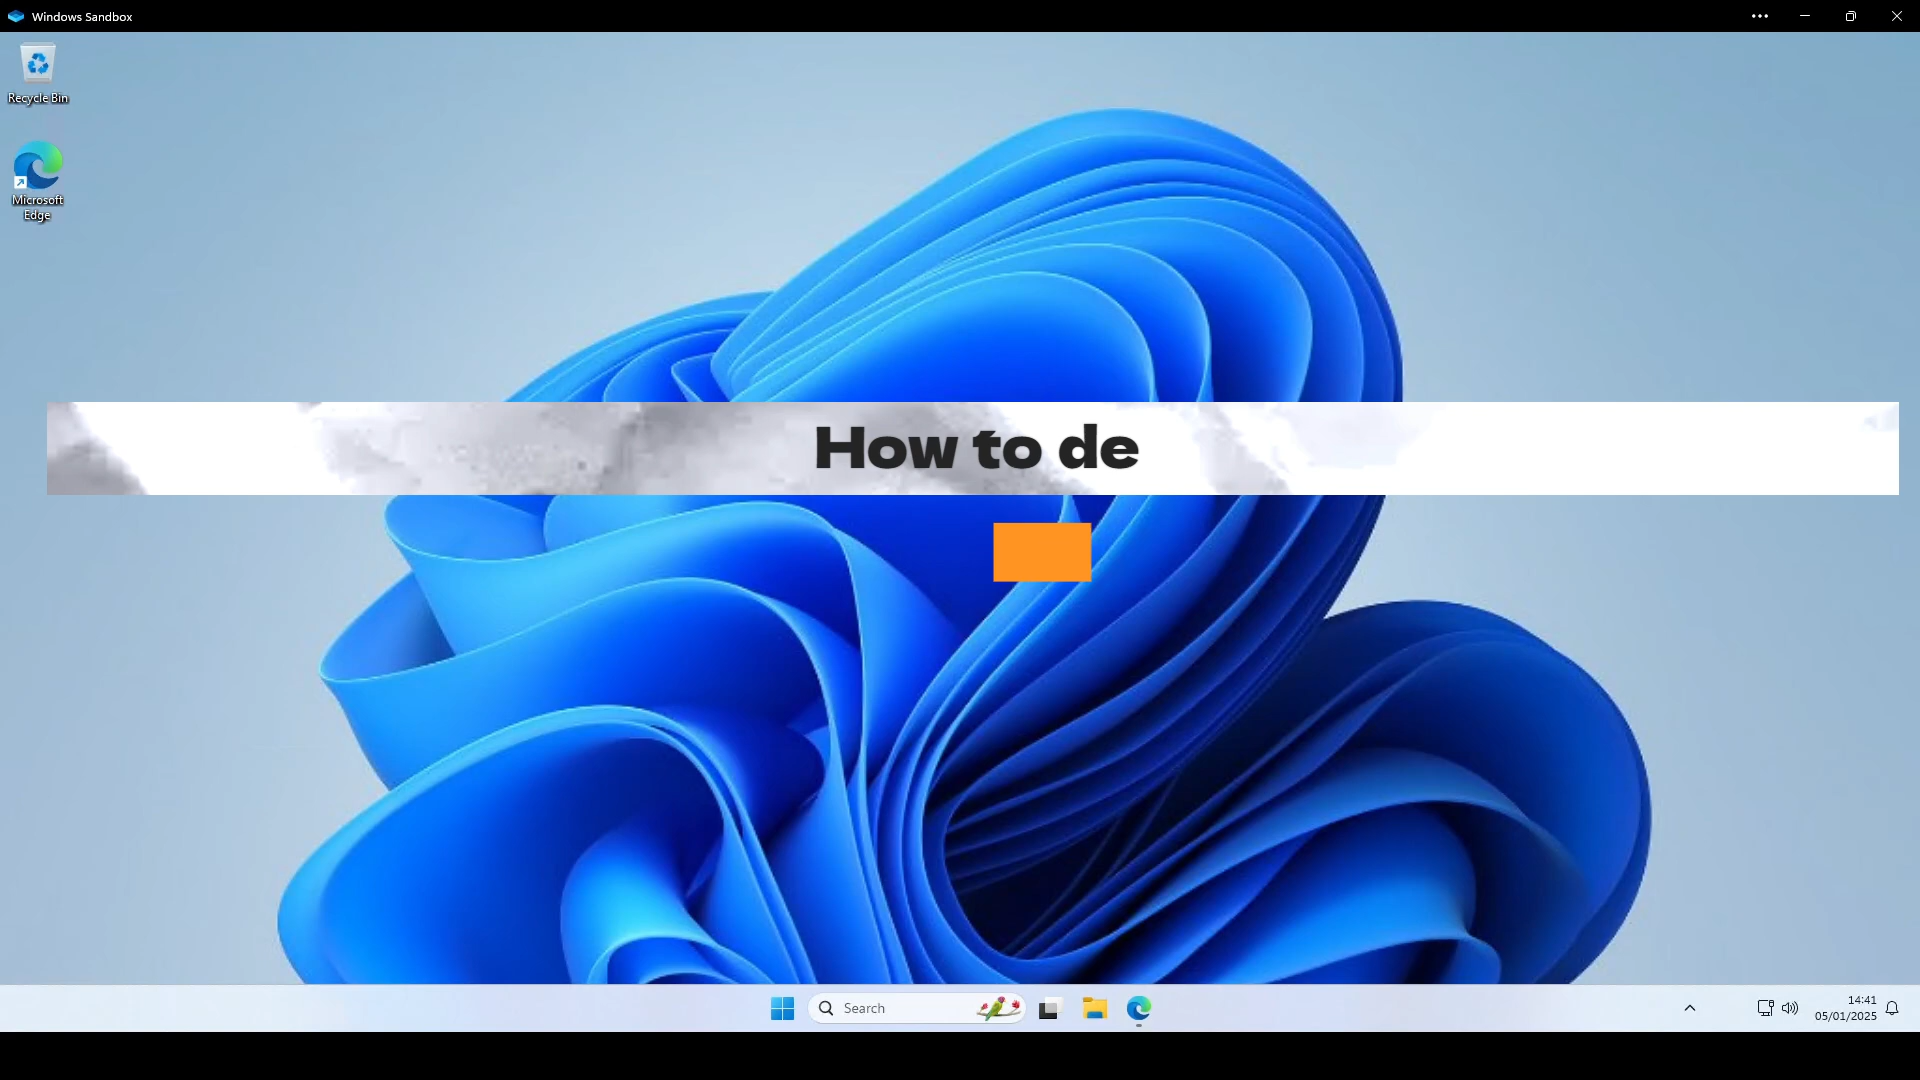 Windows Sandbox
Recycle Bin
Microsoft
Edge
How to de
Search
14:41
05/01/2025